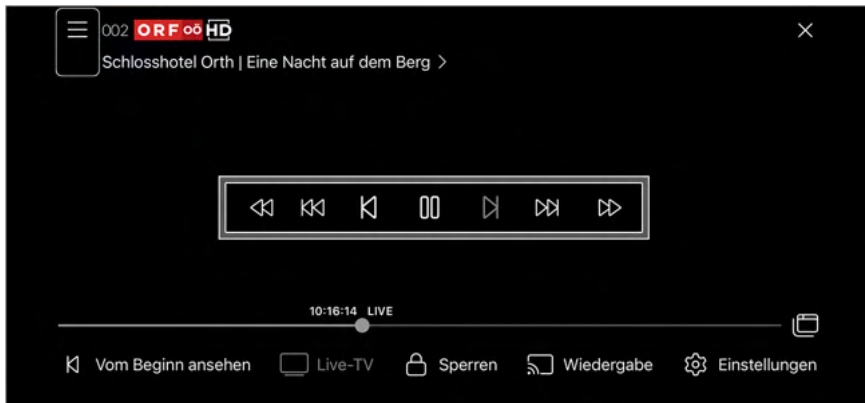 002 ORF oö HD
Schlosshotel Orth | Eine Nacht auf dem Berg >
10:16:14 LIVE
Vom Beginn ansehen Live-TV Sperren Wiedergabe Einstellungen